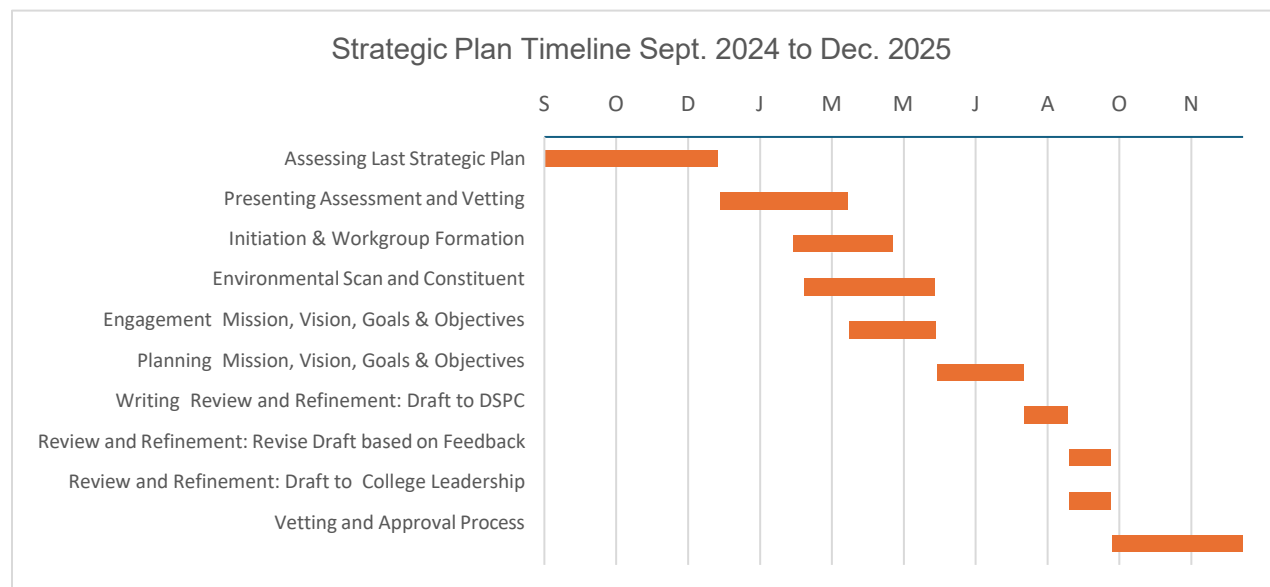 Strategic Plan Timeline Sept. 2024 to Dec. 2025
S O D J M M J A O N
Assessing Last Strategic Plan
Presenting Assessment and Vetting
Initiation & Workgroup Formation
Environmental Scan and Constituent
Engagement Mission, Vision, Goals & Objectives
Planning Mission, Vision, Goals & Objectives
Writing Review and Refinement: Draft to DSPC
Review and Refinement: Revise Draft based on Feedback
Review and Refinement: Draft to College Leadership
Vetting and Approval Process